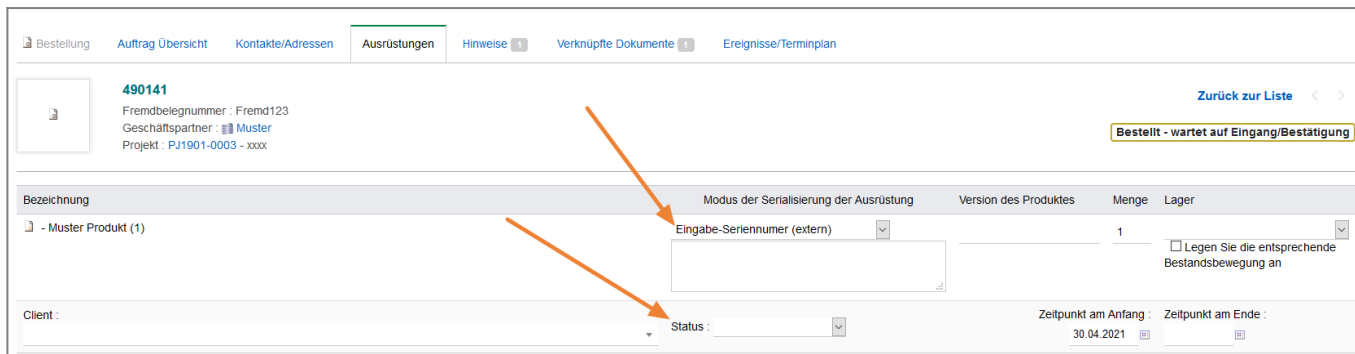 Bestellung Auftrag Übersicht Kontakte/Adressen Ausrüstungen Hinweise 1 Verknüpfte Dokumente 1 Ereignisse/Terminplan
490141
Fremdbelegnummer : Fremd123
Geschäftspartner : Muster
Projekt : PJ1901-0003 - xxxx
Zurück zur Liste
Bestellt - wartet auf Eingang/Bestätigung
Bezeichnung Modus der Serialisierung der Ausrüstung Version des Produktes Menge Lager
- Muster Produkt (1) Eingabe-Seriennumer (extern) 1
Legen Sie die entsprechende
Bestandsbewegung an
Client : Status : Zeitpunkt am Anfang : Zeitpunkt am Ende :
30.04.2021